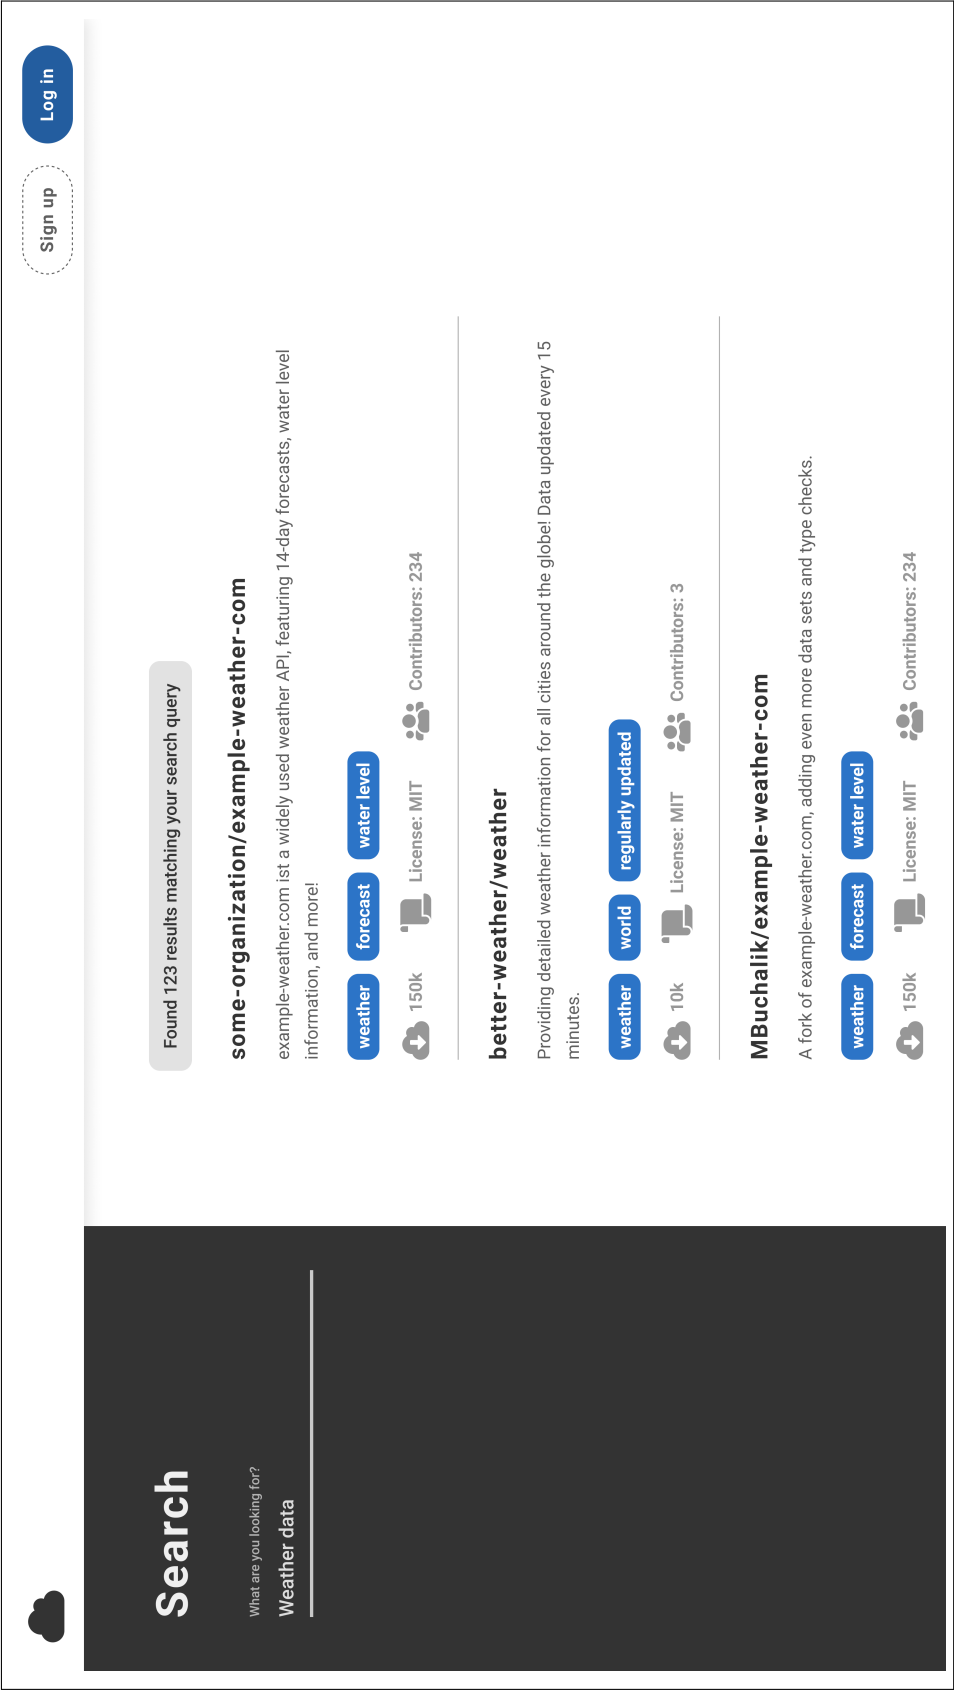 Sign up
Log in
Search
What are you looking for?
Weather data
Found 123 results matching your search query
some-organization/example-weather-com
example-weather.com ist a widely used weather API, featuring 14-day forecasts, water level
information, and more!
weather forecast water level
150k License: MIT Contributors: 234
better-weather/weather
Providing detailed weather information for all cities around the globe! Data updated every 15
minutes.
weather world regularly updated
10k License: MIT Contributors: 3
MBuchalik/example-weather-com
A fork of example-weather.com, adding even more data sets and type checks.
weather forecast water level
150k License: MIT Contributors: 234